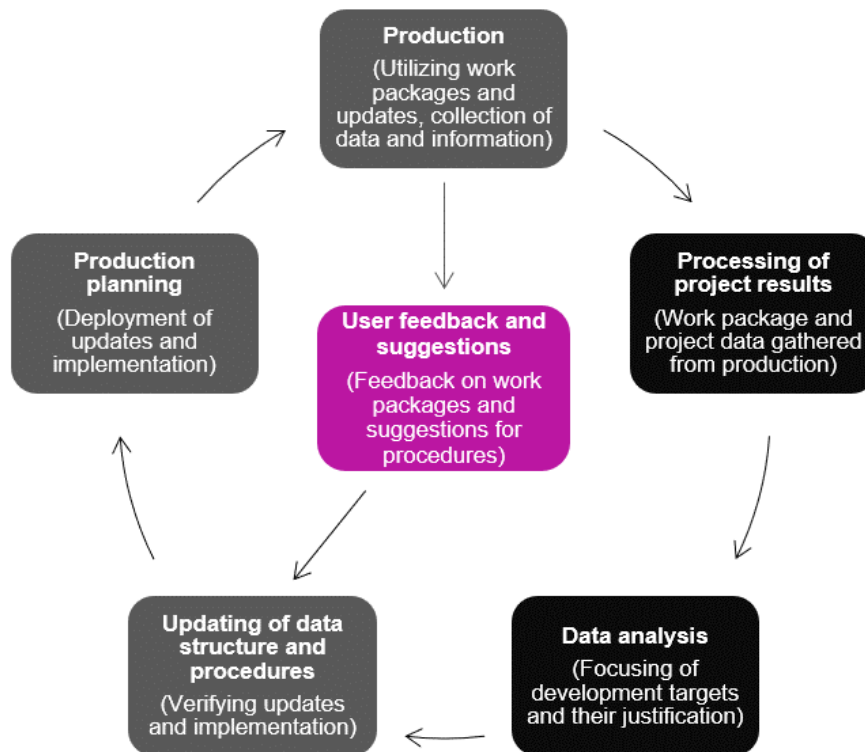 Production
(Utilizing work
packages and
updates, collection of
data and information)
Production
planning
(Deployment of
updates and
implementation)
Processing of
project results
(Work package and
project data gathered
from production)
User feedback and
suggestions
(Feedback on work
packages and
suggestions for
procedures)
Updating of data
structure and
procedures
(Verifying updates
and implementation)
Data analysis
(Focusing of
development targets
and their justification)